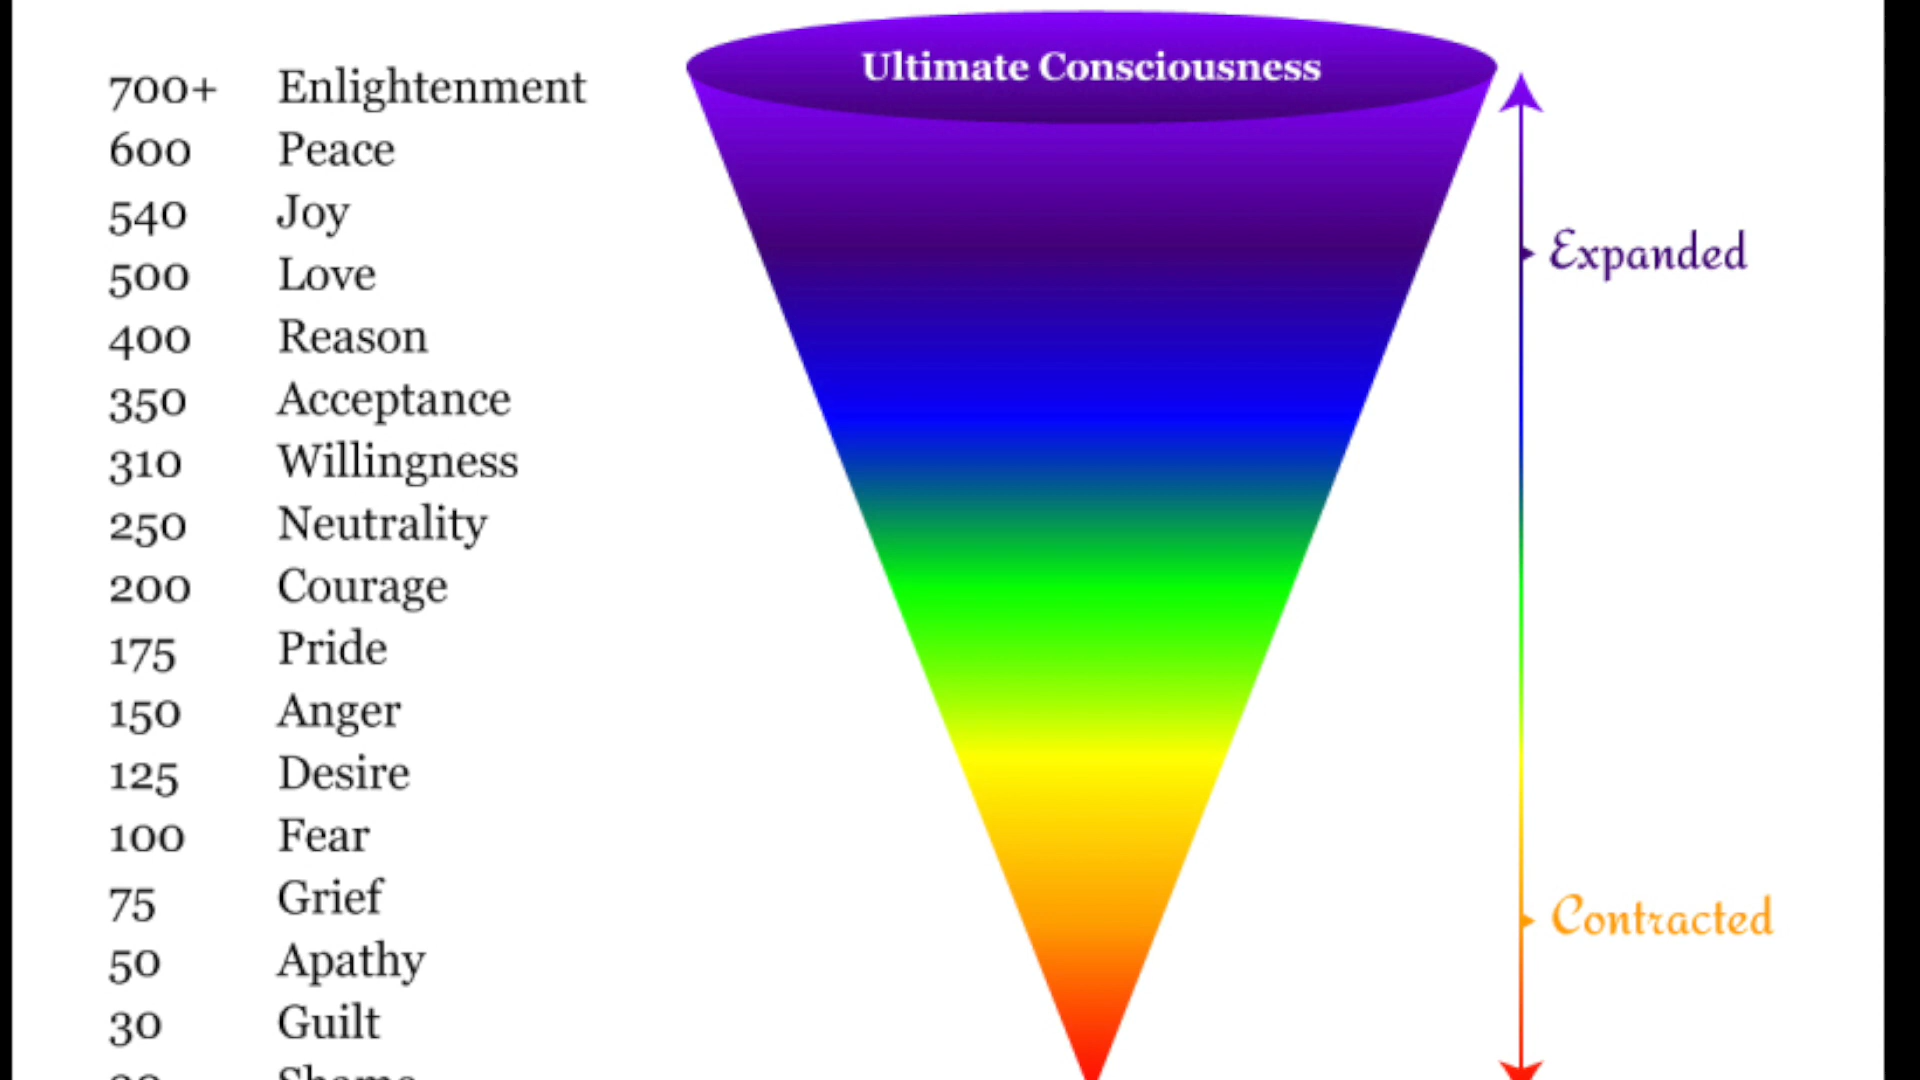 Ultimate Consciousness
700+ Enlightenment
600 Peace
540 Joy
500 Love
400 Reason
350 Acceptance
310 Willingness
250 Neutrality
200 Courage
175 Pride
150 Anger
125 Desire
100 Fear
75 Grief
50 Apathy
30 Guilt
Shame
Expanded
Contracted